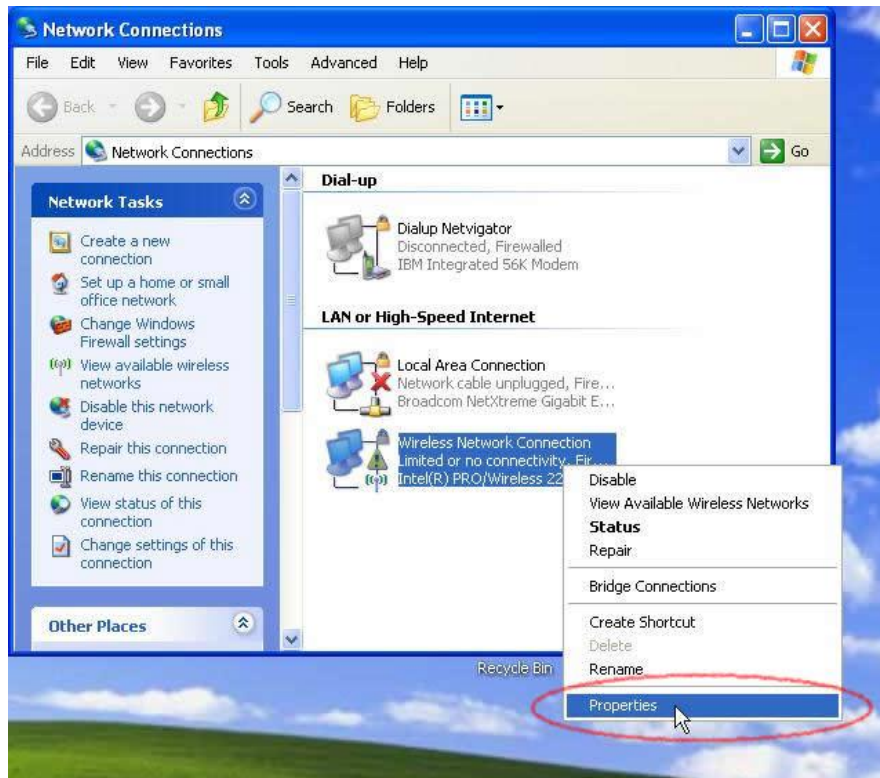 Network Connections
File Edit View Favorites Tools Advanced Help
Back Search Folders
Address Network Connections Go
Network Tasks
Create a new
connection
Set up a home or small
office network
Change Windows
Firewall settings
View available wireless
networks
Disable this network
device
Repair this connection
Rename this connection
View status of this
connection
Change settings of this
connection
Other Places
Dial-up
Dialup Netvigator
Disconnected, Firewalled
IBM Integrated 56K Modem
LAN or High-Speed Internet
Local Area Connection
Network cable unplugged, Fire...
Broadcom NetXtreme Gigabit E...
Wireless Network Connection
Limited or no connectivity, Fir...
Intel(R) PRO/Wireless 22
Disable
View Available Wireless Networks
Status
Repair
Bridge Connections
Create Shortcut
Delete
Rename
Properties
Recycle Bin